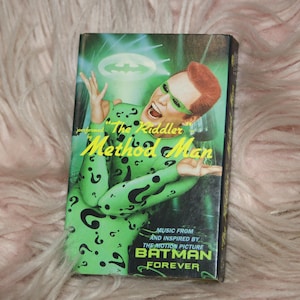 "The Riddler"
Method Man
MUSIC FROM
AND INSPIRED BY
THE MOTION PICTURE
BATMAN
FOREVER